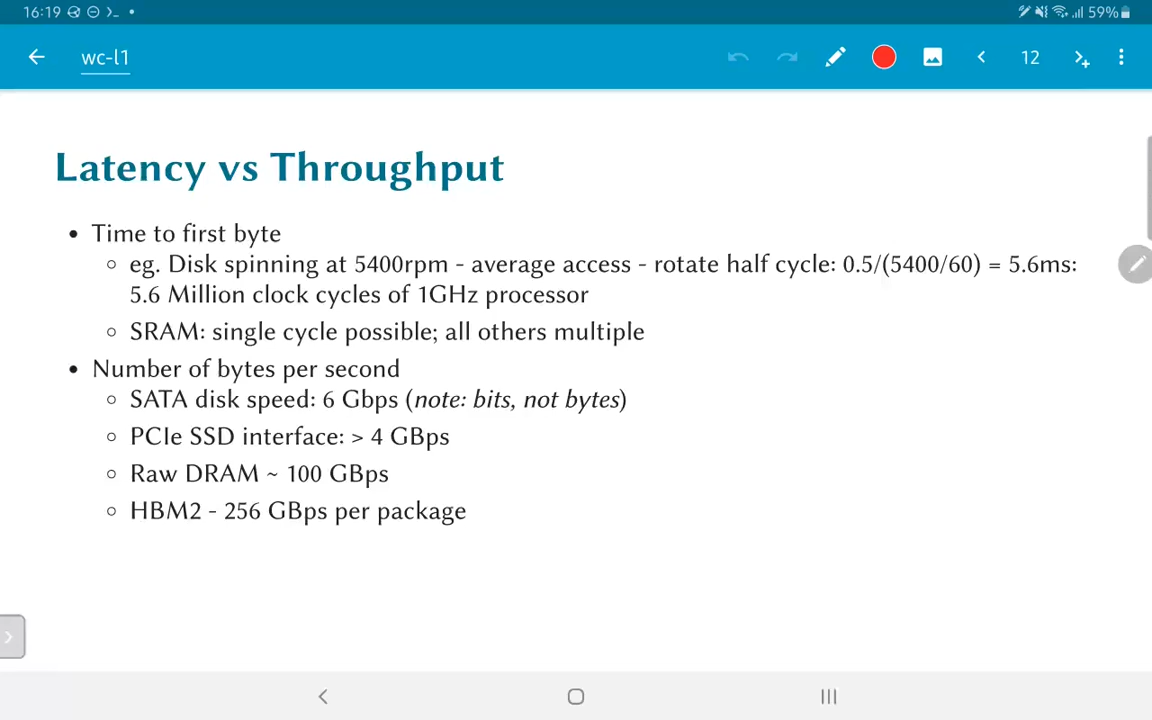 16:19 59%
wc-l1 12
Latency vs Throughput
• Time to first byte
○ eg. Disk spinning at 5400rpm - average access - rotate half cycle: 0.5/(5400/60) = 5.6ms:
5.6 Million clock cycles of 1GHz processor
○ SRAM: single cycle possible; all others multiple
• Number of bytes per second
○ SATA disk speed: 6 Gbps (note: bits, not bytes)
○ PCIe SSD interface: > 4 GBps
○ Raw DRAM ~ 100 GBps
○ HBM2 - 256 GBps per package